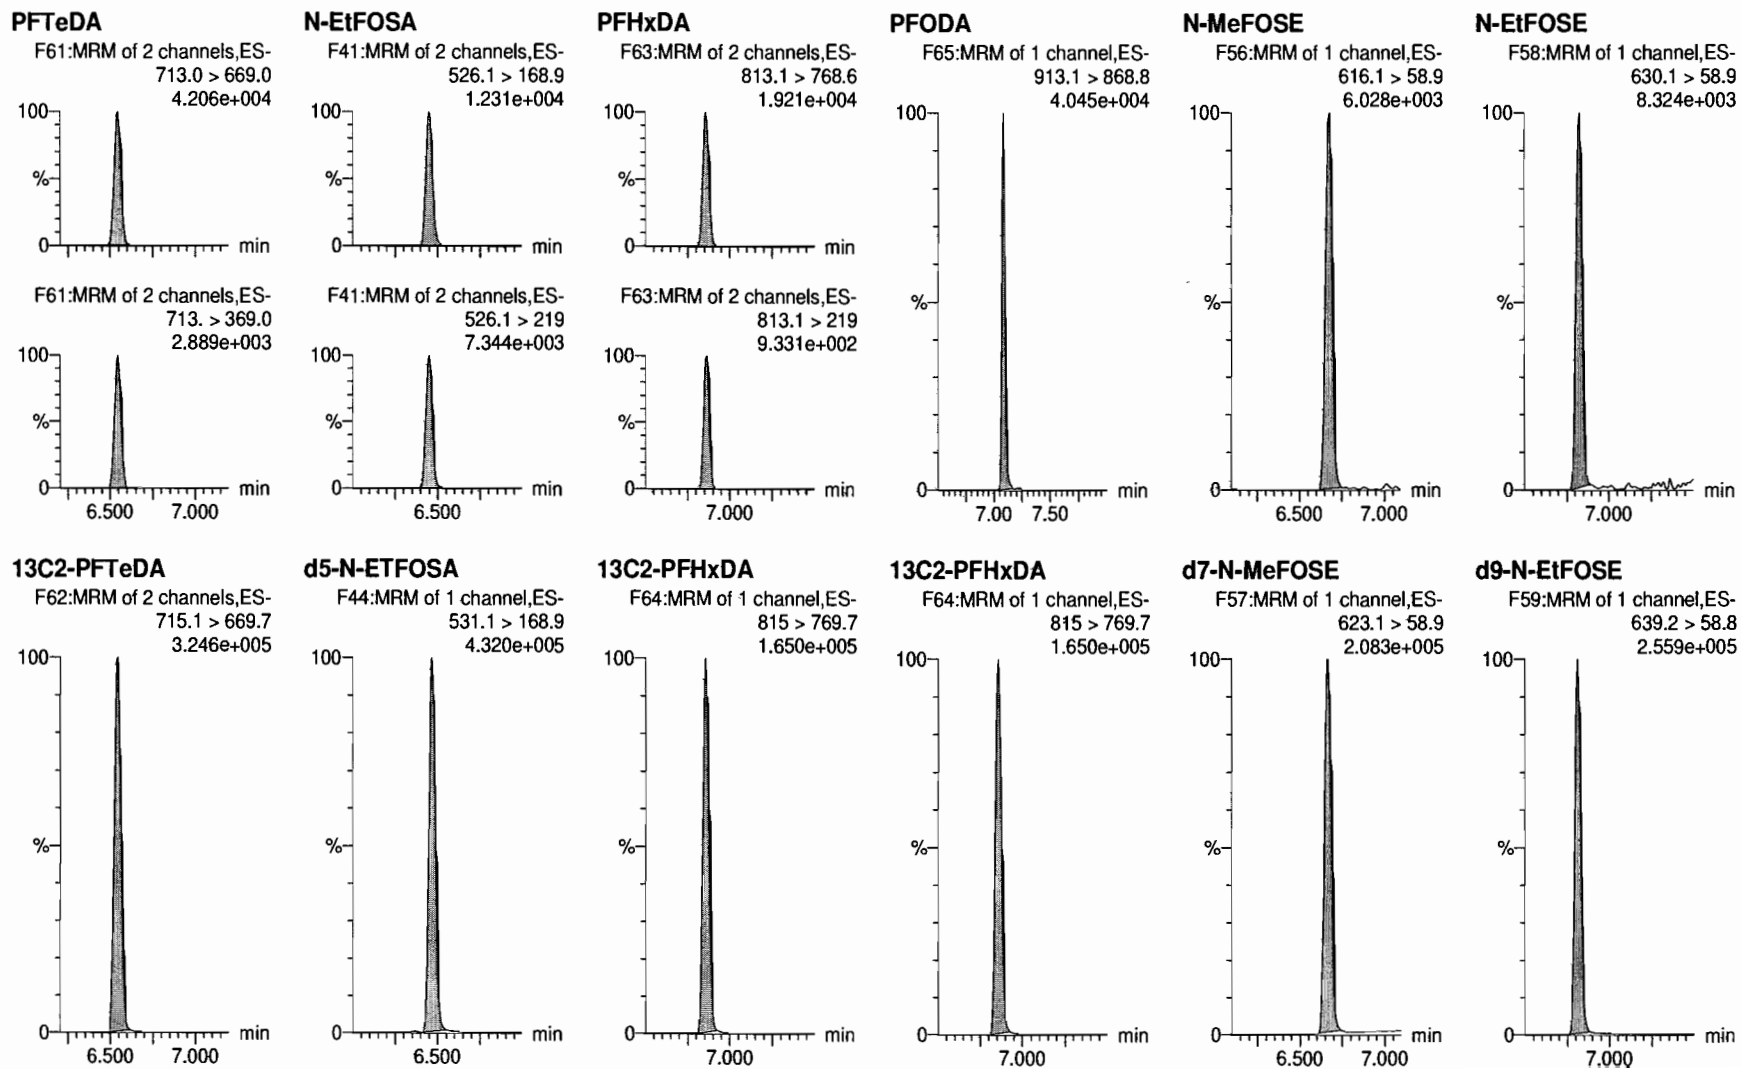 PFTeDA
F61:MRM of 2 channels,ES-
713.0 > 669.0
4.206e+004
100
%
0
min
F61:MRM of 2 channels,ES-
713. > 369.0
2.889e+003
100
%
0
min
6.500 7.000
N-EtFOSA
F41:MRM of 2 channels,ES-
526.1 > 168.9
1.231e+004
100
%
0
min
F41:MRM of 2 channels,ES-
526.1 > 219
7.344e+003
100
%
0
min
6.500
PFHxDA
F63:MRM of 2 channels,ES-
813.1 > 768.6
1.921e+004
100
%
0
min
F63:MRM of 2 channels,ES-
813.1 > 219
9.331e+002
100
%
0
min
7.000
PFODA
F65:MRM of 1 channel,ES-
913.1 > 868.8
4.045e+004
100
%
0
min
7.00 7.50
N-MeFOSE
F56:MRM of 1 channel,ES-
616.1 > 58.9
6.028e+003
100
%
0
min
6.500 7.000
N-EtFOSE
F58:MRM of 1 channel,ES-
630.1 > 58.9
8.324e+003
100
%
0
min
7.000
13C2-PFTeDA
F62:MRM of 2 channels,ES-
715.1 > 669.7
3.246e+005
100
%
0
min
6.500 7.000
d5-N-ETFOSA
F44:MRM of 1 channel,ES-
531.1 > 168.9
4.320e+005
100
%
0
min
6.500
13C2-PFHxDA
F64:MRM of 1 channel,ES-
815 > 769.7
1.650e+005
100
%
0
min
7.000
13C2-PFHxDA
F64:MRM of 1 channel,ES-
815 > 769.7
1.650e+005
100
%
0
min
7.000
d7-N-MeFOSE
F57:MRM of 1 channel,ES-
623.1 > 58.9
2.083e+005
100
%
0
min
6.500 7.000
d9-N-EtFOSE
F59:MRM of 1 channel,ES-
639.2 > 58.8
2.559e+005
100
%
0
min
7.000